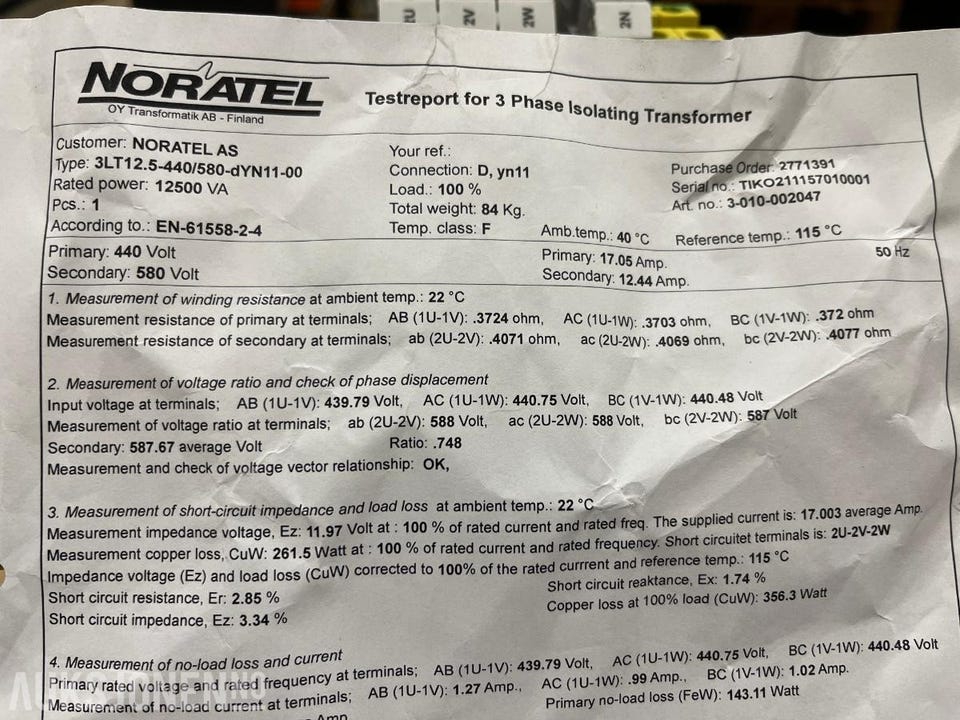 2U 2V 2W 2N
NORATEL
OY Transformatik AB - Finland
Testreport for 3 Phase Isolating Transformer
Customer: NORATEL AS
Type: 3LT12.5-440/580-dYN11-00
Rated power: 12500 VA
Pcs.: 1
According to.: EN-61558-2-4
Your ref.:
Connection: D, yn11
Load.: 100 %
Total weight: 84 Kg.
Temp. class: F
Purchase Order: 2771391
Serial no.: TIKO211157010001
Art. no.: 3-010-002047
Amb.temp.: 40 °C Reference temp.: 115 °C
Primary: 440 Volt Primary: 17.05 Amp. 50 Hz
Secondary: 580 Volt Secondary: 12.44 Amp.
1. Measurement of winding resistance at ambient temp.: 22 °C
Measurement resistance of primary at terminals; AB (1U-1V): .3724 ohm, AC (1U-1W): .3703 ohm, BC (1V-1W): .372 ohm
Measurement resistance of secondary at terminals; ab (2U-2V): .4071 ohm, ac (2U-2W): .4069 ohm, bc (2V-2W): .4077 ohm
2. Measurement of voltage ratio and check of phase displacement
Input voltage at terminals; AB (1U-1V): 439.79 Volt, AC (1U-1W): 440.75 Volt, BC (1V-1W): 440.48 Volt
Measurement of voltage ratio at terminals; ab (2U-2V): 588 Volt, ac (2U-2W): 588 Volt, bc (2V-2W): 587 Volt
Secondary: 587.67 average Volt Ratio: .748
Measurement and check of voltage vector relationship: OK,
3. Measurement of short-circuit impedance and load loss at ambient temp.: 22 °C
Measurement impedance voltage, Ez: 11.97 Volt at : 100 % of rated current and rated freq. The supplied current is: 17.003 average Amp.
Measurement copper loss, CuW: 261.5 Watt at : 100 % of rated current and rated frequency. Short circuitet terminals is: 2U-2V-2W
Impedance voltage (Ez) and load loss (CuW) corrected to 100% of the rated currrent and reference temp.: 115 °C
Short circuit resistance, Er: 2.85 % Short circuit reaktance, Ex: 1.74 %
Short circuit impedance, Ez: 3.34 % Copper loss at 100% load (CuW): 356.3 Watt
4. Measurement of no-load loss and current
Primary rated voltage and rated frequency at terminals; AB (1U-1V): 439.79 Volt, AC (1U-1W): 440.75 Volt, BC (1V-1W): 440.48 Volt
Measurement of no-load current at terminals; AB (1U-1V): 1.27 Amp., AC (1U-1W): .99 Amp., BC (1V-1W): 1.02 Amp.
Primary no-load loss (FeW): 143.11 Watt
Amp